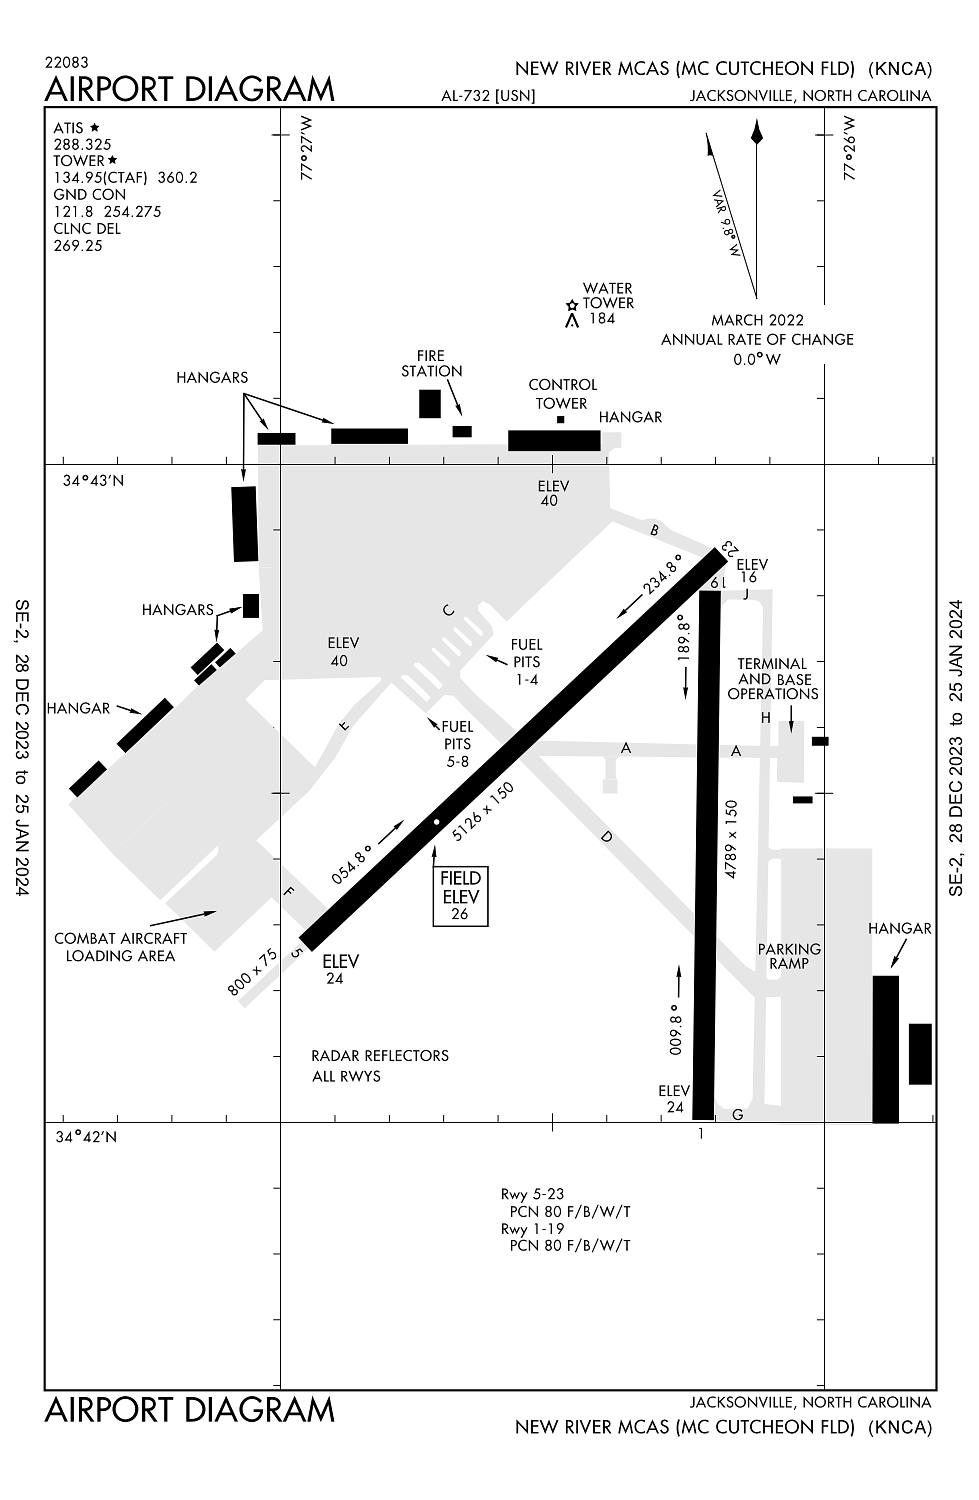 22083
AIRPORT DIAGRAM
NEW RIVER MCAS (MC CUTCHEON FLD) (KNCA)
AL-732 [USN]
JACKSONVILLE, NORTH CAROLINA
ATIS ★
288.325
TOWER ★
134.95(CTAF) 360.2
GND CON
121.8 254.275
CLNC DEL
269.25
77°27'W
77°26'W
VAR 9.8° W
MARCH 2022
ANNUAL RATE OF CHANGE
0.0° W
WATER
TOWER
184
FIRE
STATION
HANGARS
CONTROL
TOWER
HANGAR
34°43'N
ELEV
40
B
23
ELEV
16
19
J
234.8°
189.8°
C
HANGARS
ELEV
40
FUEL
PITS
1-4
TERMINAL
AND BASE
OPERATIONS
HANGAR
H
E
FUEL
PITS
5-8
A
A
5126 x 150
4789 x 150
D
054.8°
FIELD
ELEV
26
F
COMBAT AIRCRAFT
LOADING AREA
5
800 x 75
ELEV
24
HANGAR
PARKING
RAMP
009.8°
RADAR REFLECTORS
ALL RWYS
ELEV
24
G
1
34°42'N
Rwy 5-23
PCN 80 F/B/W/T
Rwy 1-19
PCN 80 F/B/W/T
SE-2, 28 DEC 2023 to 25 JAN 2024
SE-2, 28 DEC 2023 to 25 JAN 2024
AIRPORT DIAGRAM
JACKSONVILLE, NORTH CAROLINA
NEW RIVER MCAS (MC CUTCHEON FLD) (KNCA)